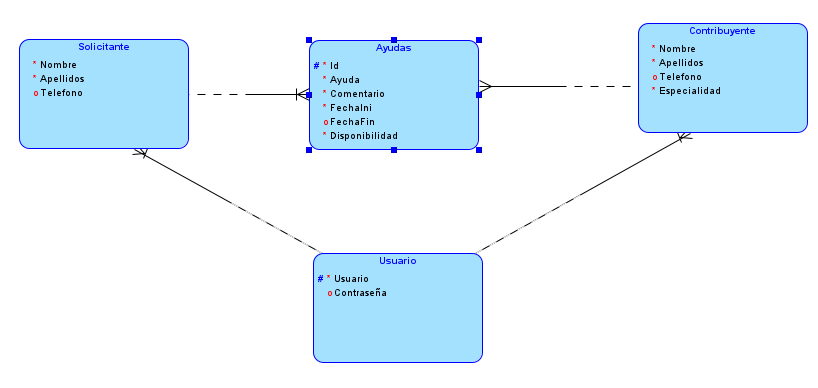 Solicitante
* Nombre
* Apellidos
o Telefono
Ayudas
# * Id
* Ayuda
* Comentario
* FechaIni
o FechaFin
* Disponibilidad
Contribuyente
* Nombre
* Apellidos
o Telefono
* Especialidad
Usuario
# * Usuario
o Contraseña